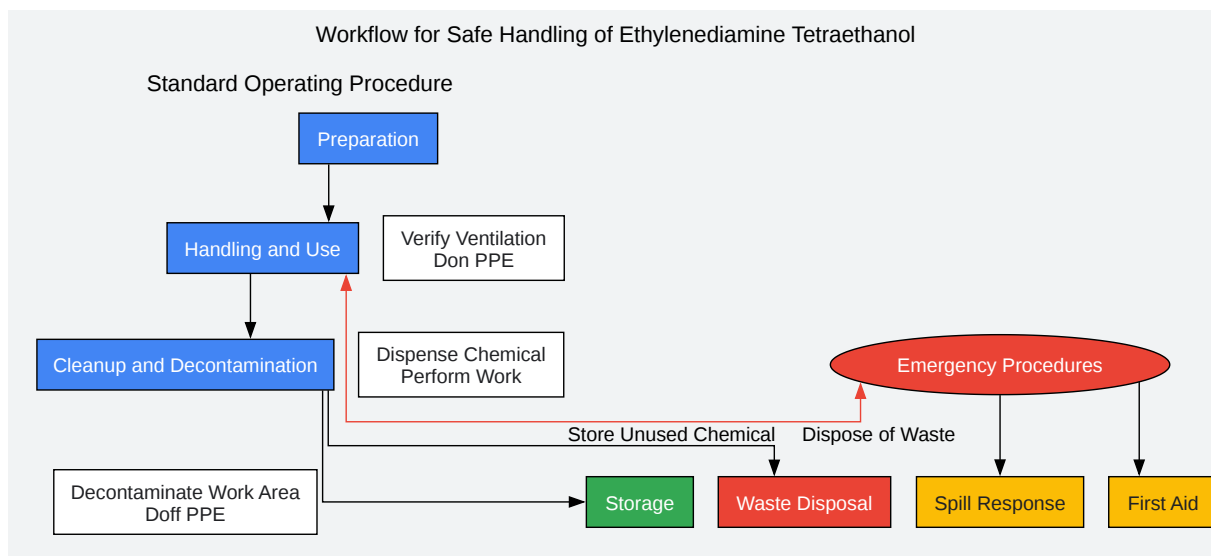 Workflow for Safe Handling of Ethylenediamine Tetraethanol
Standard Operating Procedure
Preparation
Handling and Use
Verify Ventilation
Don PPE
Cleanup and Decontamination
Dispense Chemical
Perform Work
Emergency Procedures
Store Unused Chemical
Dispose of Waste
Decontaminate Work Area
Doff PPE
Storage
Waste Disposal
Spill Response
First Aid